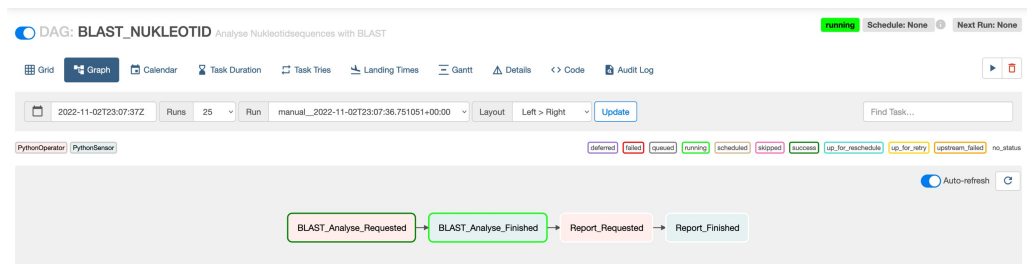 DAG: BLAST_NUKLEOTID Analyse Nukleotidsequences with BLAST
running Schedule: None Next Run: None
Grid Graph Calendar Task Duration Task Tries Landing Times Gantt Details <> Code Audit Log
2022-11-02T23:07:37Z Runs 25 Run manual__2022-11-02T23:07:36.751051+00:00 Layout Left > Right Update Find Task...
PythonOperator PythonSensor deferred failed queued running scheduled skipped success up_for_reschedule up_for_retry upstream_failed no_status
Auto-refresh
BLAST_Analyse_Requested BLAST_Analyse_Finished Report_Requested Report_Finished